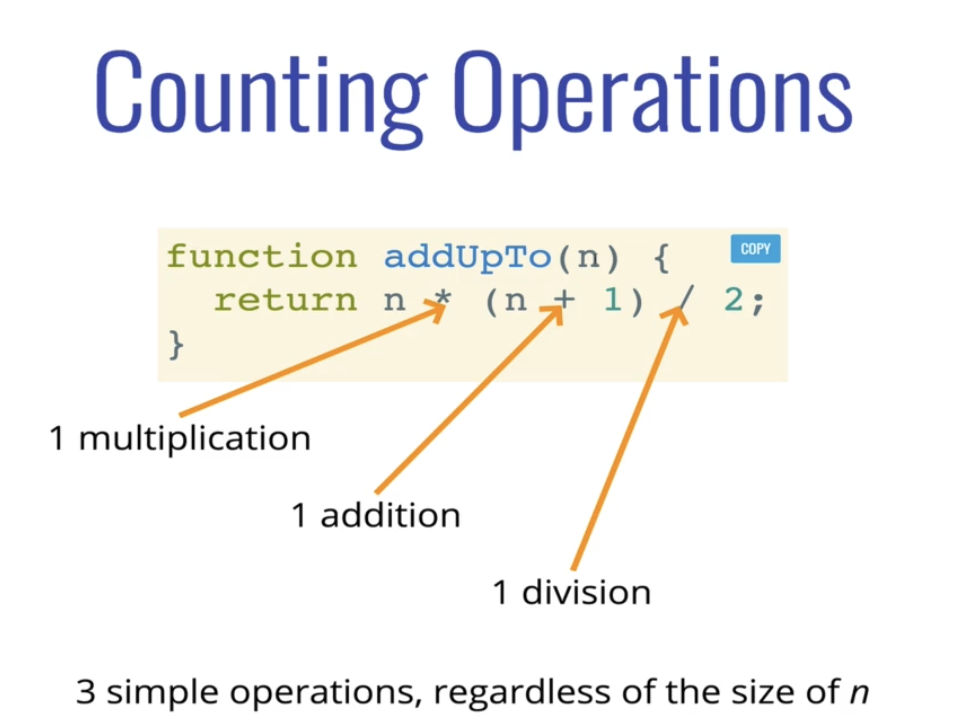 Counting Operations
function addUpTo(n) {
COPY
  return n * (n + 1) / 2;
}
1 multiplication
1 addition
1 division
3 simple operations, regardless of the size of n